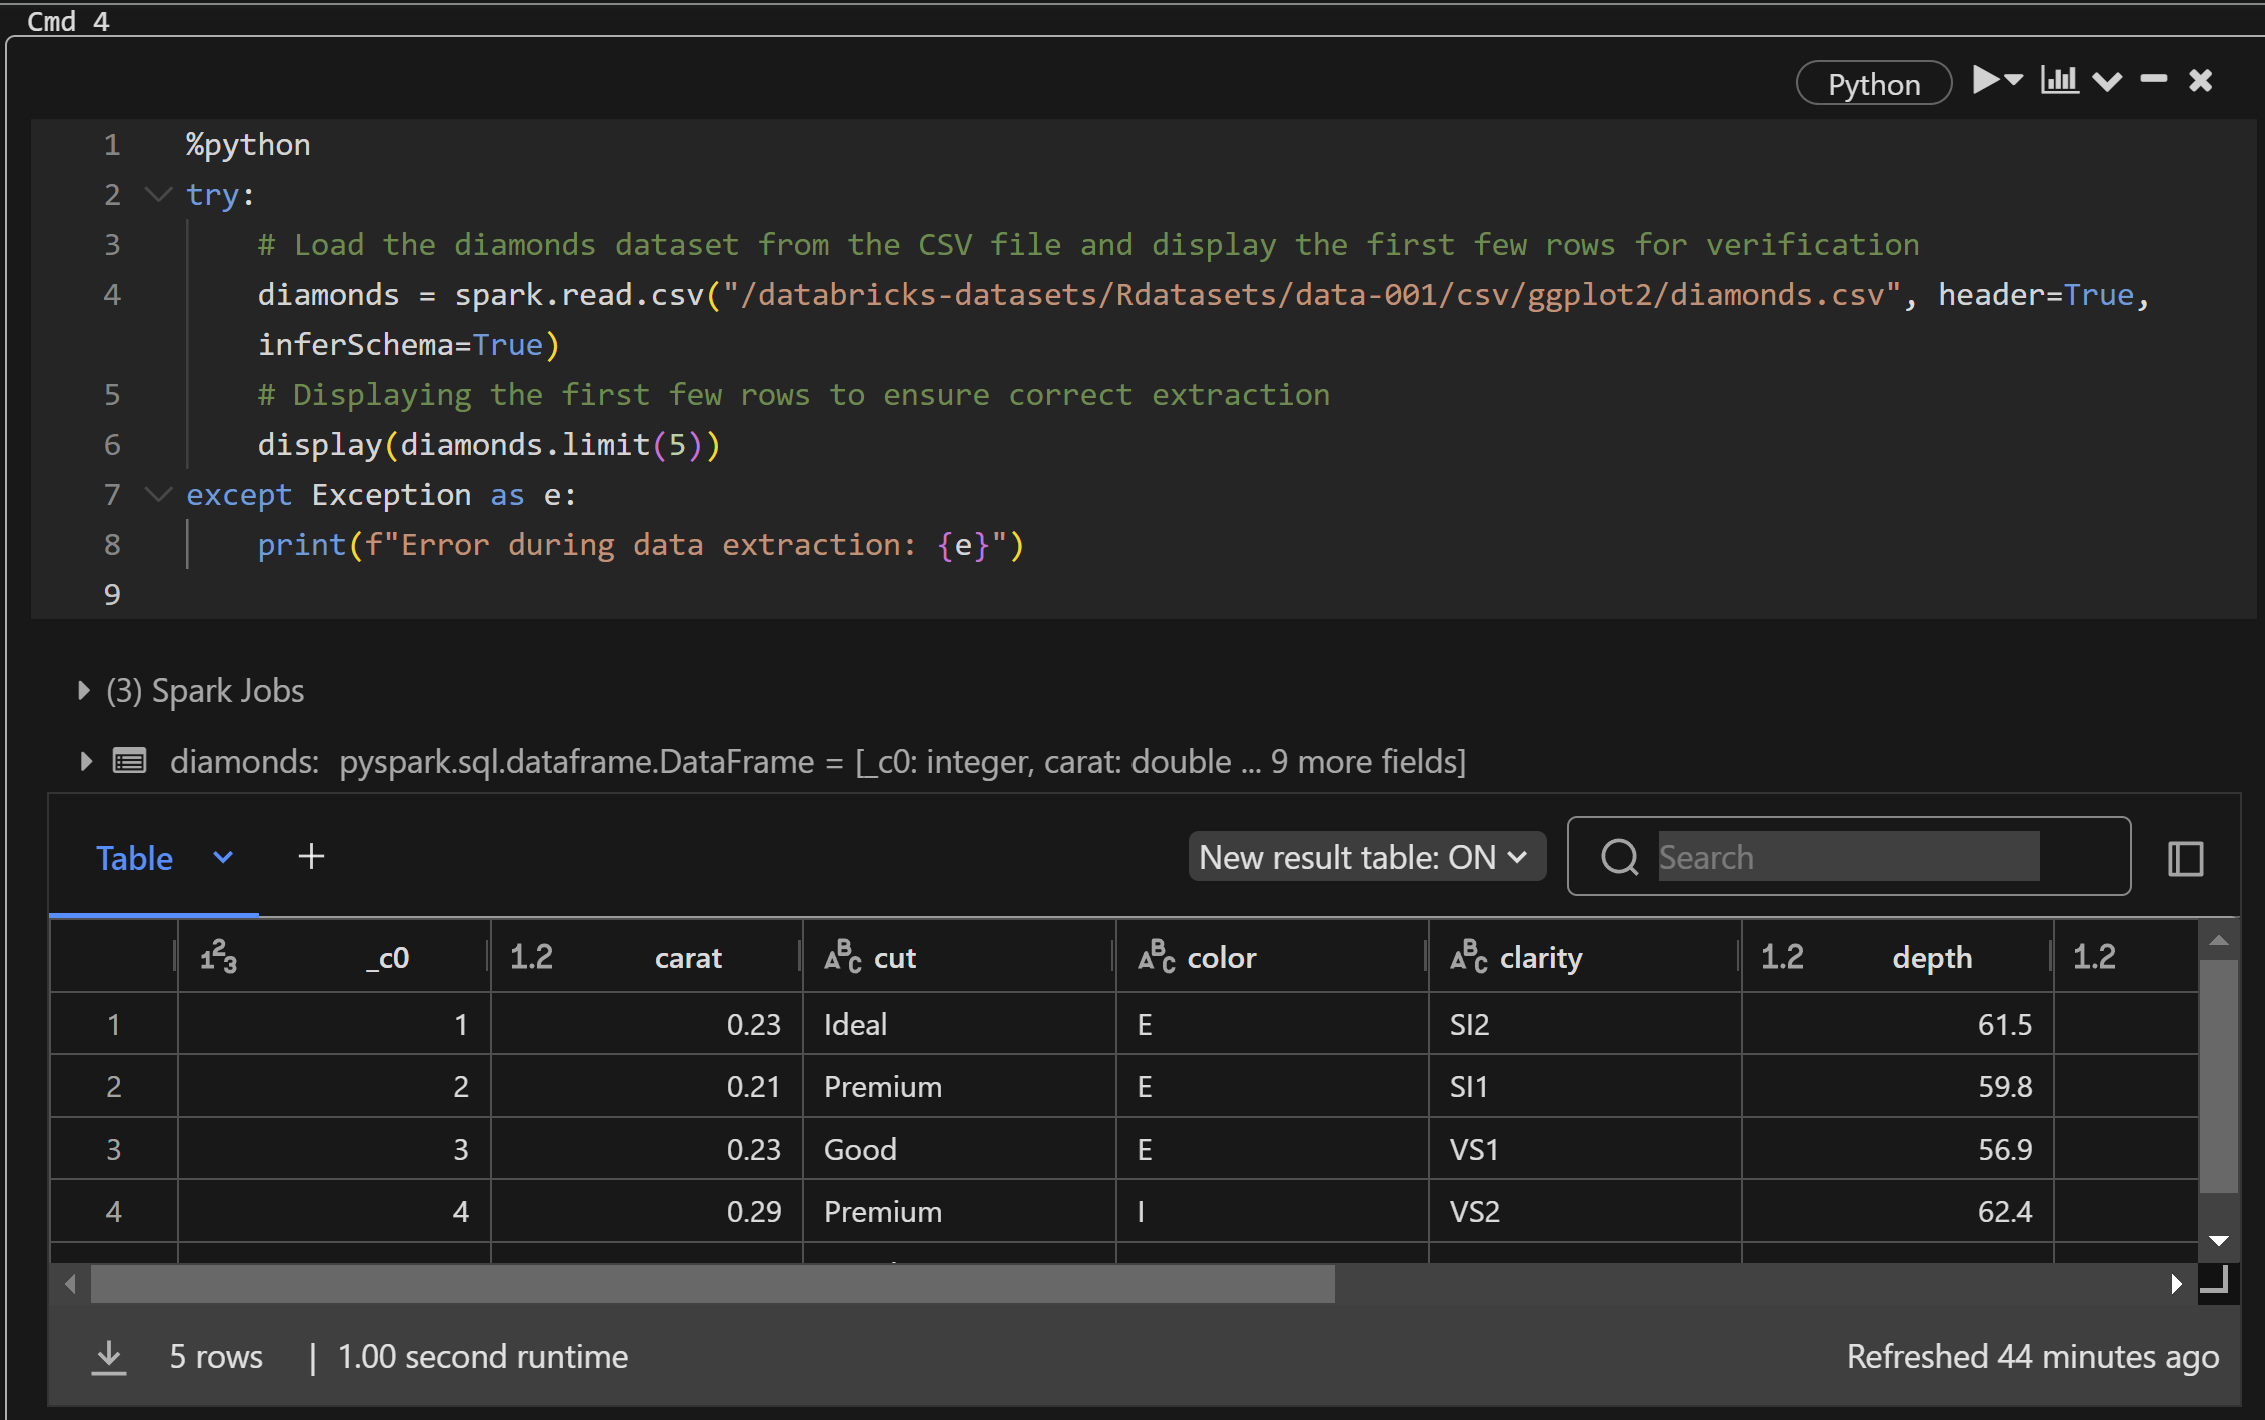 Cmd 4
Python
1 %python
2 try:
3 # Load the diamonds dataset from the CSV file and display the first few rows for verification
4 diamonds = spark.read.csv("/databricks-datasets/Rdatasets/data-001/csv/ggplot2/diamonds.csv", header=True,
inferSchema=True)
5 # Displaying the first few rows to ensure correct extraction
6 display(diamonds.limit(5))
7 except Exception as e:
8 print(f"Error during data extraction: {e}")
9
(3) Spark Jobs
diamonds: pyspark.sql.dataframe.DataFrame = [_c0: integer, carat: double ... 9 more fields]
Table + New result table: ON Search
123 _c0 1.2 carat ABC cut ABC color ABC clarity 1.2 depth 1.2
1 1 0.23 Ideal E SI2 61.5
2 2 0.21 Premium E SI1 59.8
3 3 0.23 Good E VS1 56.9
4 4 0.29 Premium I VS2 62.4
5 rows | 1.00 second runtime Refreshed 44 minutes ago